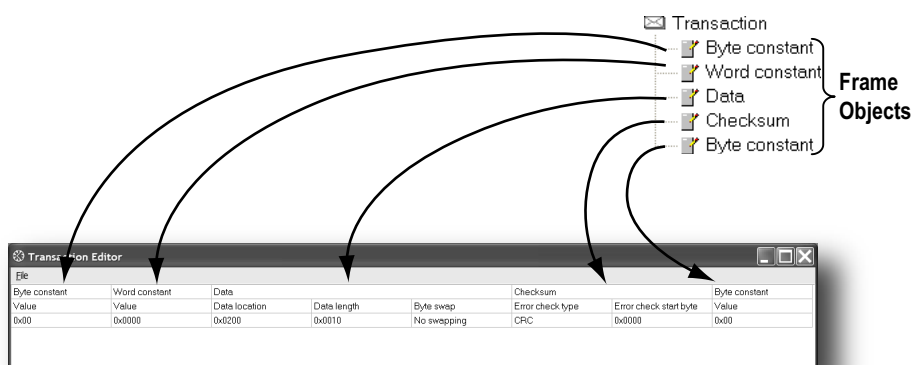 Transaction
Byte constant
Word constant
Data
Checksum
Byte constant
Frame
Objects
Transaction Editor
File
Byte constant Word constant Data Checksum Byte constant
Value Value Data location Data length Byte swap Error check type Error check start byte Value
0x00 0x0000 0x0200 0x0010 No swapping CRC 0x0000 0x00